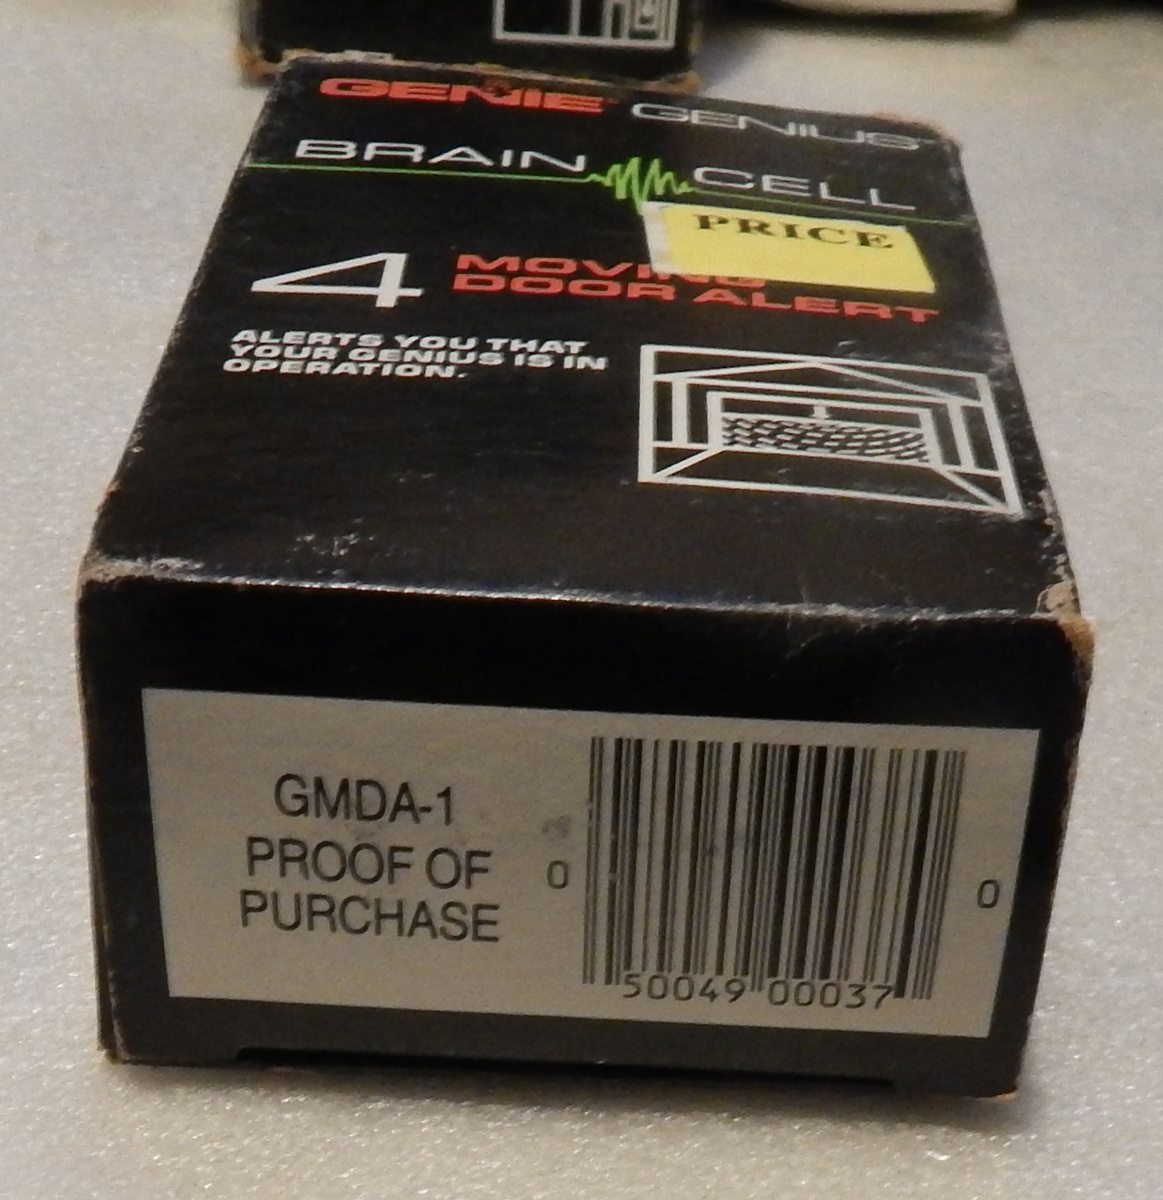 GENIE GENIUS
BRAIN CELL
PRICE
4 MOVING
DOOR ALERT
ALERTS YOU THAT
YOUR GENIUS IS IN
OPERATION.
GMDA-1
PROOF OF
PURCHASE
0 50049 00037 0